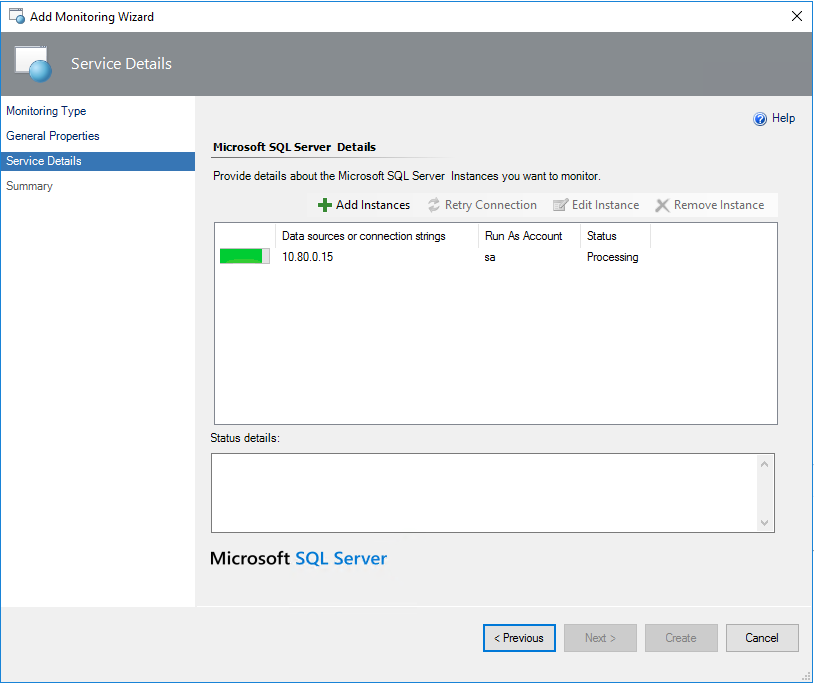 Add Monitoring Wizard
Service Details
Monitoring Type
General Properties
Service Details
Summary
Help
Microsoft SQL Server Details
Provide details about the Microsoft SQL Server Instances you want to monitor.
Add Instances Retry Connection Edit Instance Remove Instance
Data sources or connection strings Run As Account Status
10.80.0.15 sa Processing
Status details:
Microsoft SQL Server
< Previous Next > Create Cancel